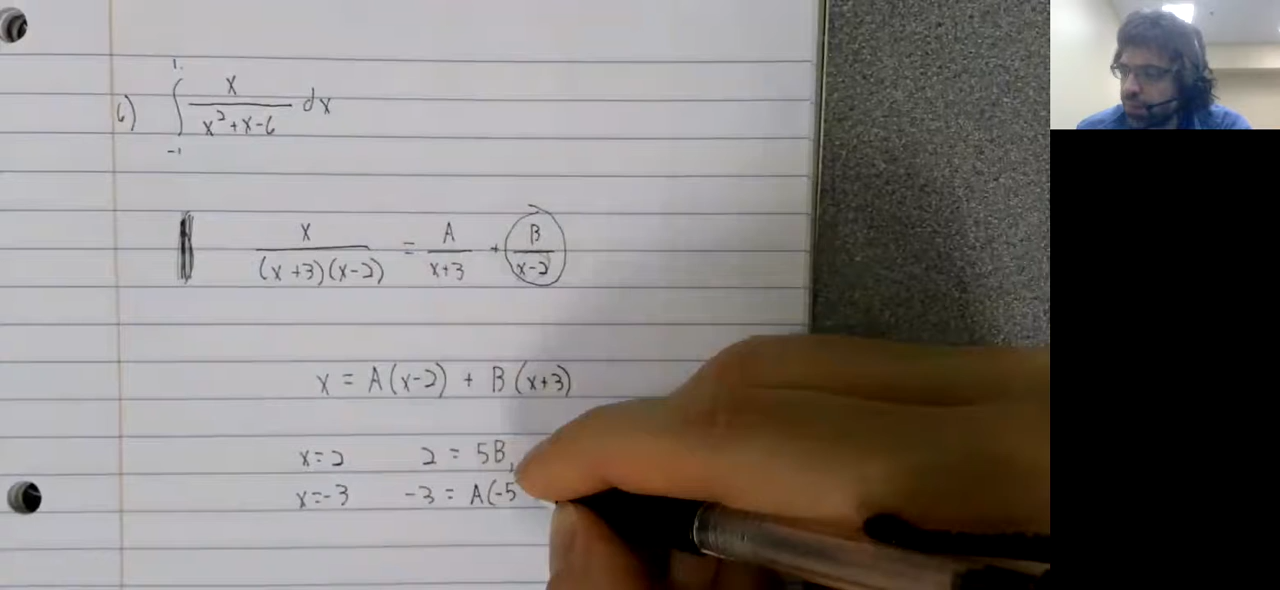 6) ∫_{-1}^{1} x/(x²+x-6) dx
x/((x+3)(x-2)) = A/(x+3) + B/(x-2)
x = A(x-2) + B(x+3)
x=2 2 = 5B,
x=-3 -3 = A(-5